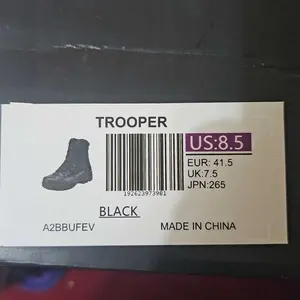 TROOPER
US:8.5
EUR: 41.5
UK:7.5
JPN:265
192623973981
BLACK
A2BBUFEV
MADE IN CHINA